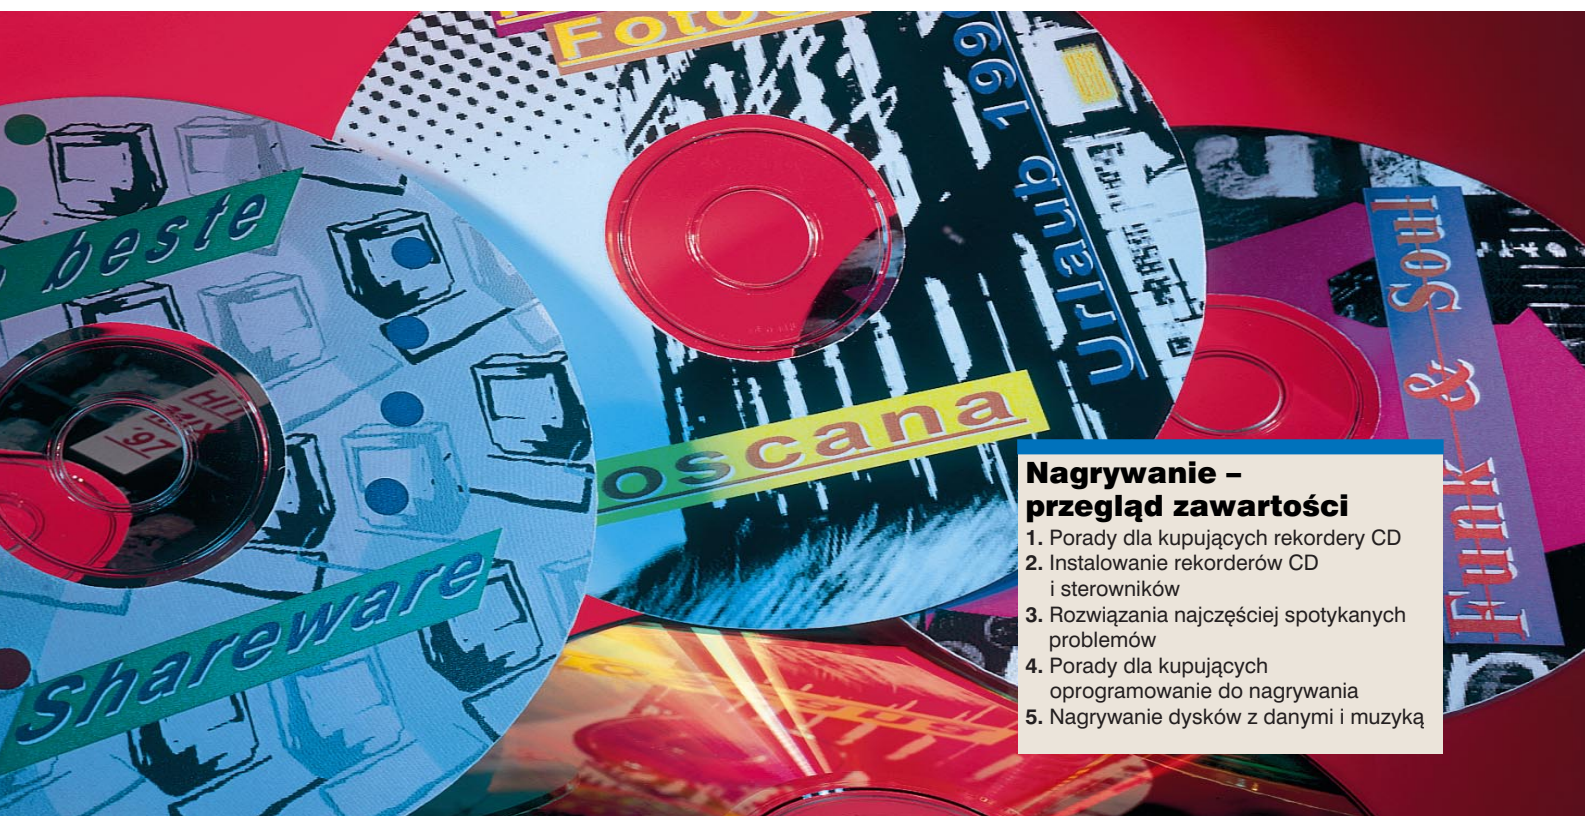 Foto
Urlaub 199
oscana
beste
Shareware
HIT
MIX
'97
Funk & Soul
Nagrywanie –
przegląd zawartości
1. Porady dla kupujących rekordery CD
2. Instalowanie rekorderów CD
i sterowników
3. Rozwiązania najczęściej spotykanych
problemów
4. Porady dla kupujących
oprogramowanie do nagrywania
5. Nagrywanie dysków z danymi i muzyką